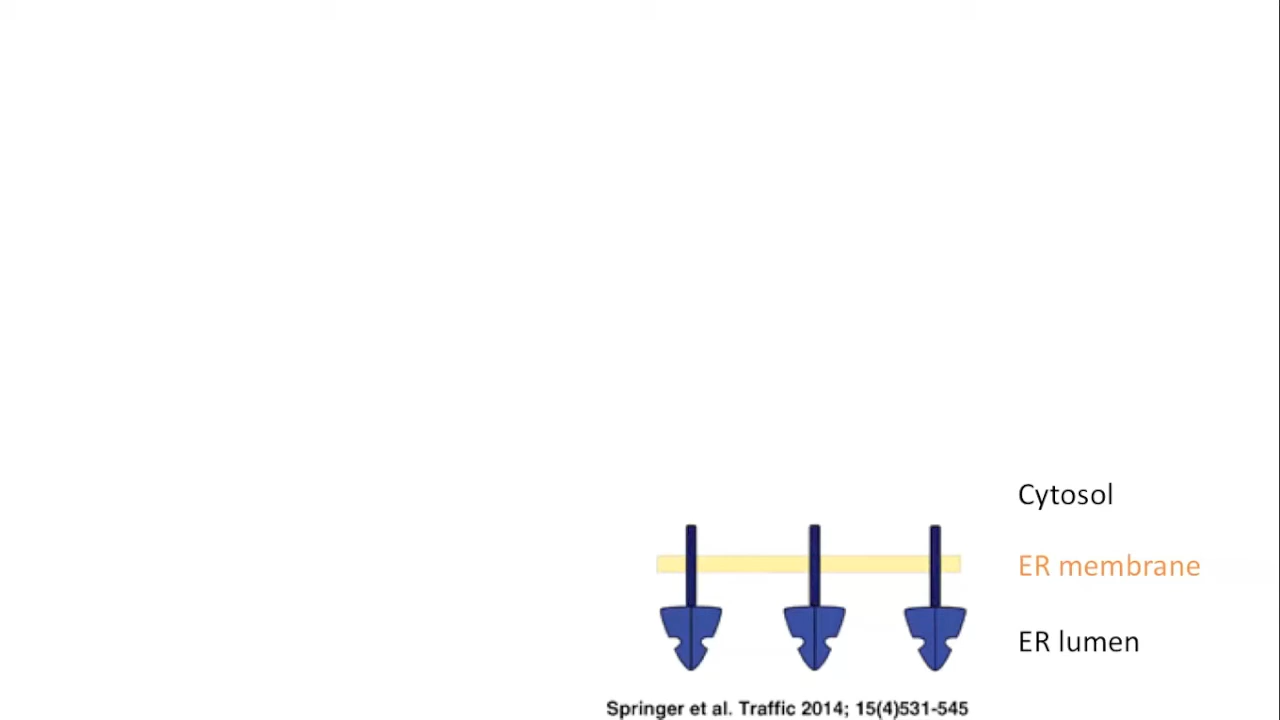 Cytosol
ER membrane
ER lumen
Springer et al. Traffic 2014; 15(4)531-545